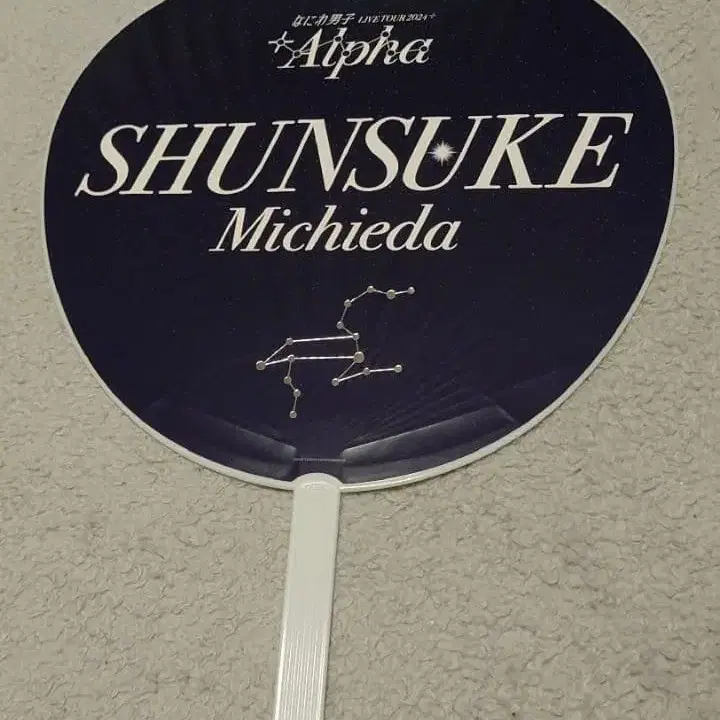 なにわ男子 LIVE TOUR 2024+
Alpha
SHUNSUKE
Michieda